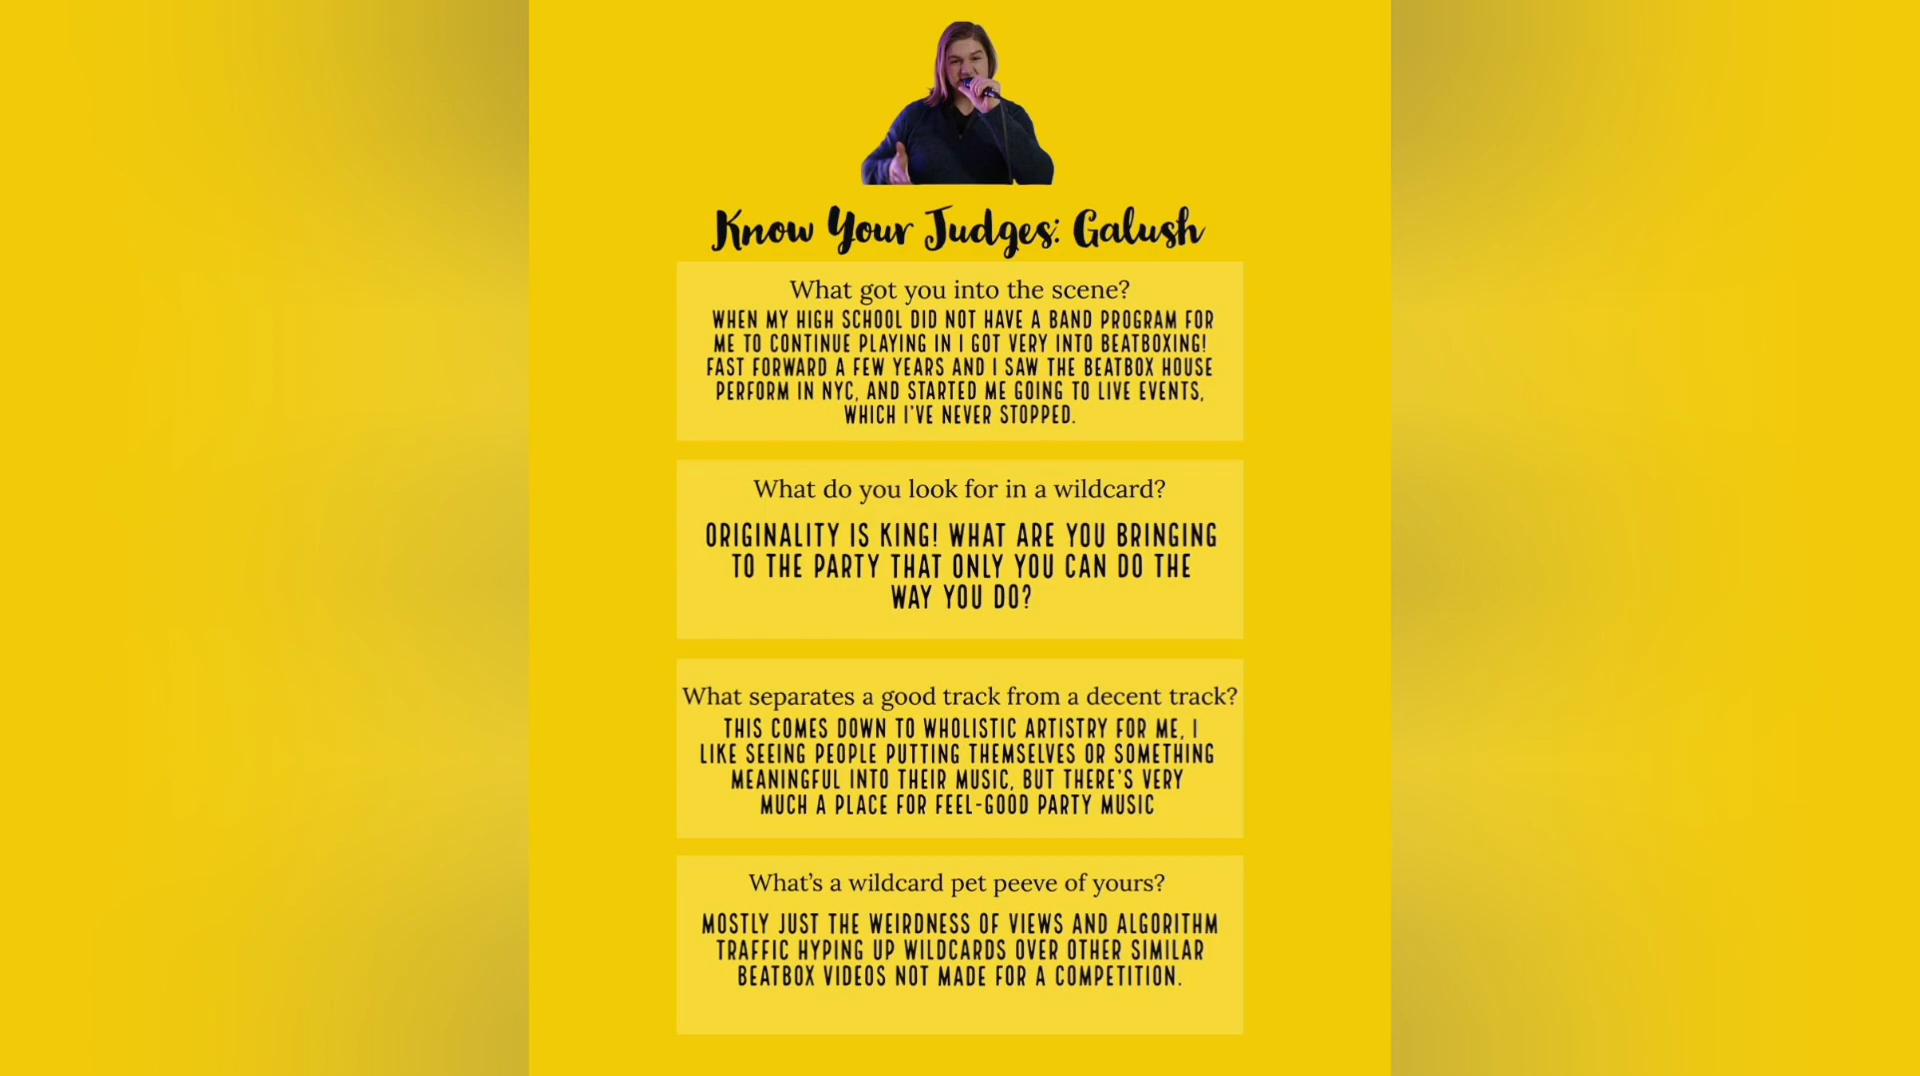 Know Your Judges: Galush
What got you into the scene?
WHEN MY HIGH SCHOOL DID NOT HAVE A BAND PROGRAM FOR
ME TO CONTINUE PLAYING IN I GOT VERY INTO BEATBOXING!
FAST FORWARD A FEW YEARS AND I SAW THE BEATBOX HOUSE
PERFORM IN NYC, AND STARTED ME GOING TO LIVE EVENTS,
WHICH I'VE NEVER STOPPED.
What do you look for in a wildcard?
ORIGINALITY IS KING! WHAT ARE YOU BRINGING
TO THE PARTY THAT ONLY YOU CAN DO THE
WAY YOU DO?
What separates a good track from a decent track?
THIS COMES DOWN TO WHOLISTIC ARTISTRY FOR ME, I
LIKE SEEING PEOPLE PUTTING THEMSELVES OR SOMETHING
MEANINGFUL INTO THEIR MUSIC, BUT THERE'S VERY
MUCH A PLACE FOR FEEL-GOOD PARTY MUSIC
What's a wildcard pet peeve of yours?
MOSTLY JUST THE WEIRDNESS OF VIEWS AND ALGORITHM
TRAFFIC HYPING UP WILDCARDS OVER OTHER SIMILAR
BEATBOX VIDEOS NOT MADE FOR A COMPETITION.